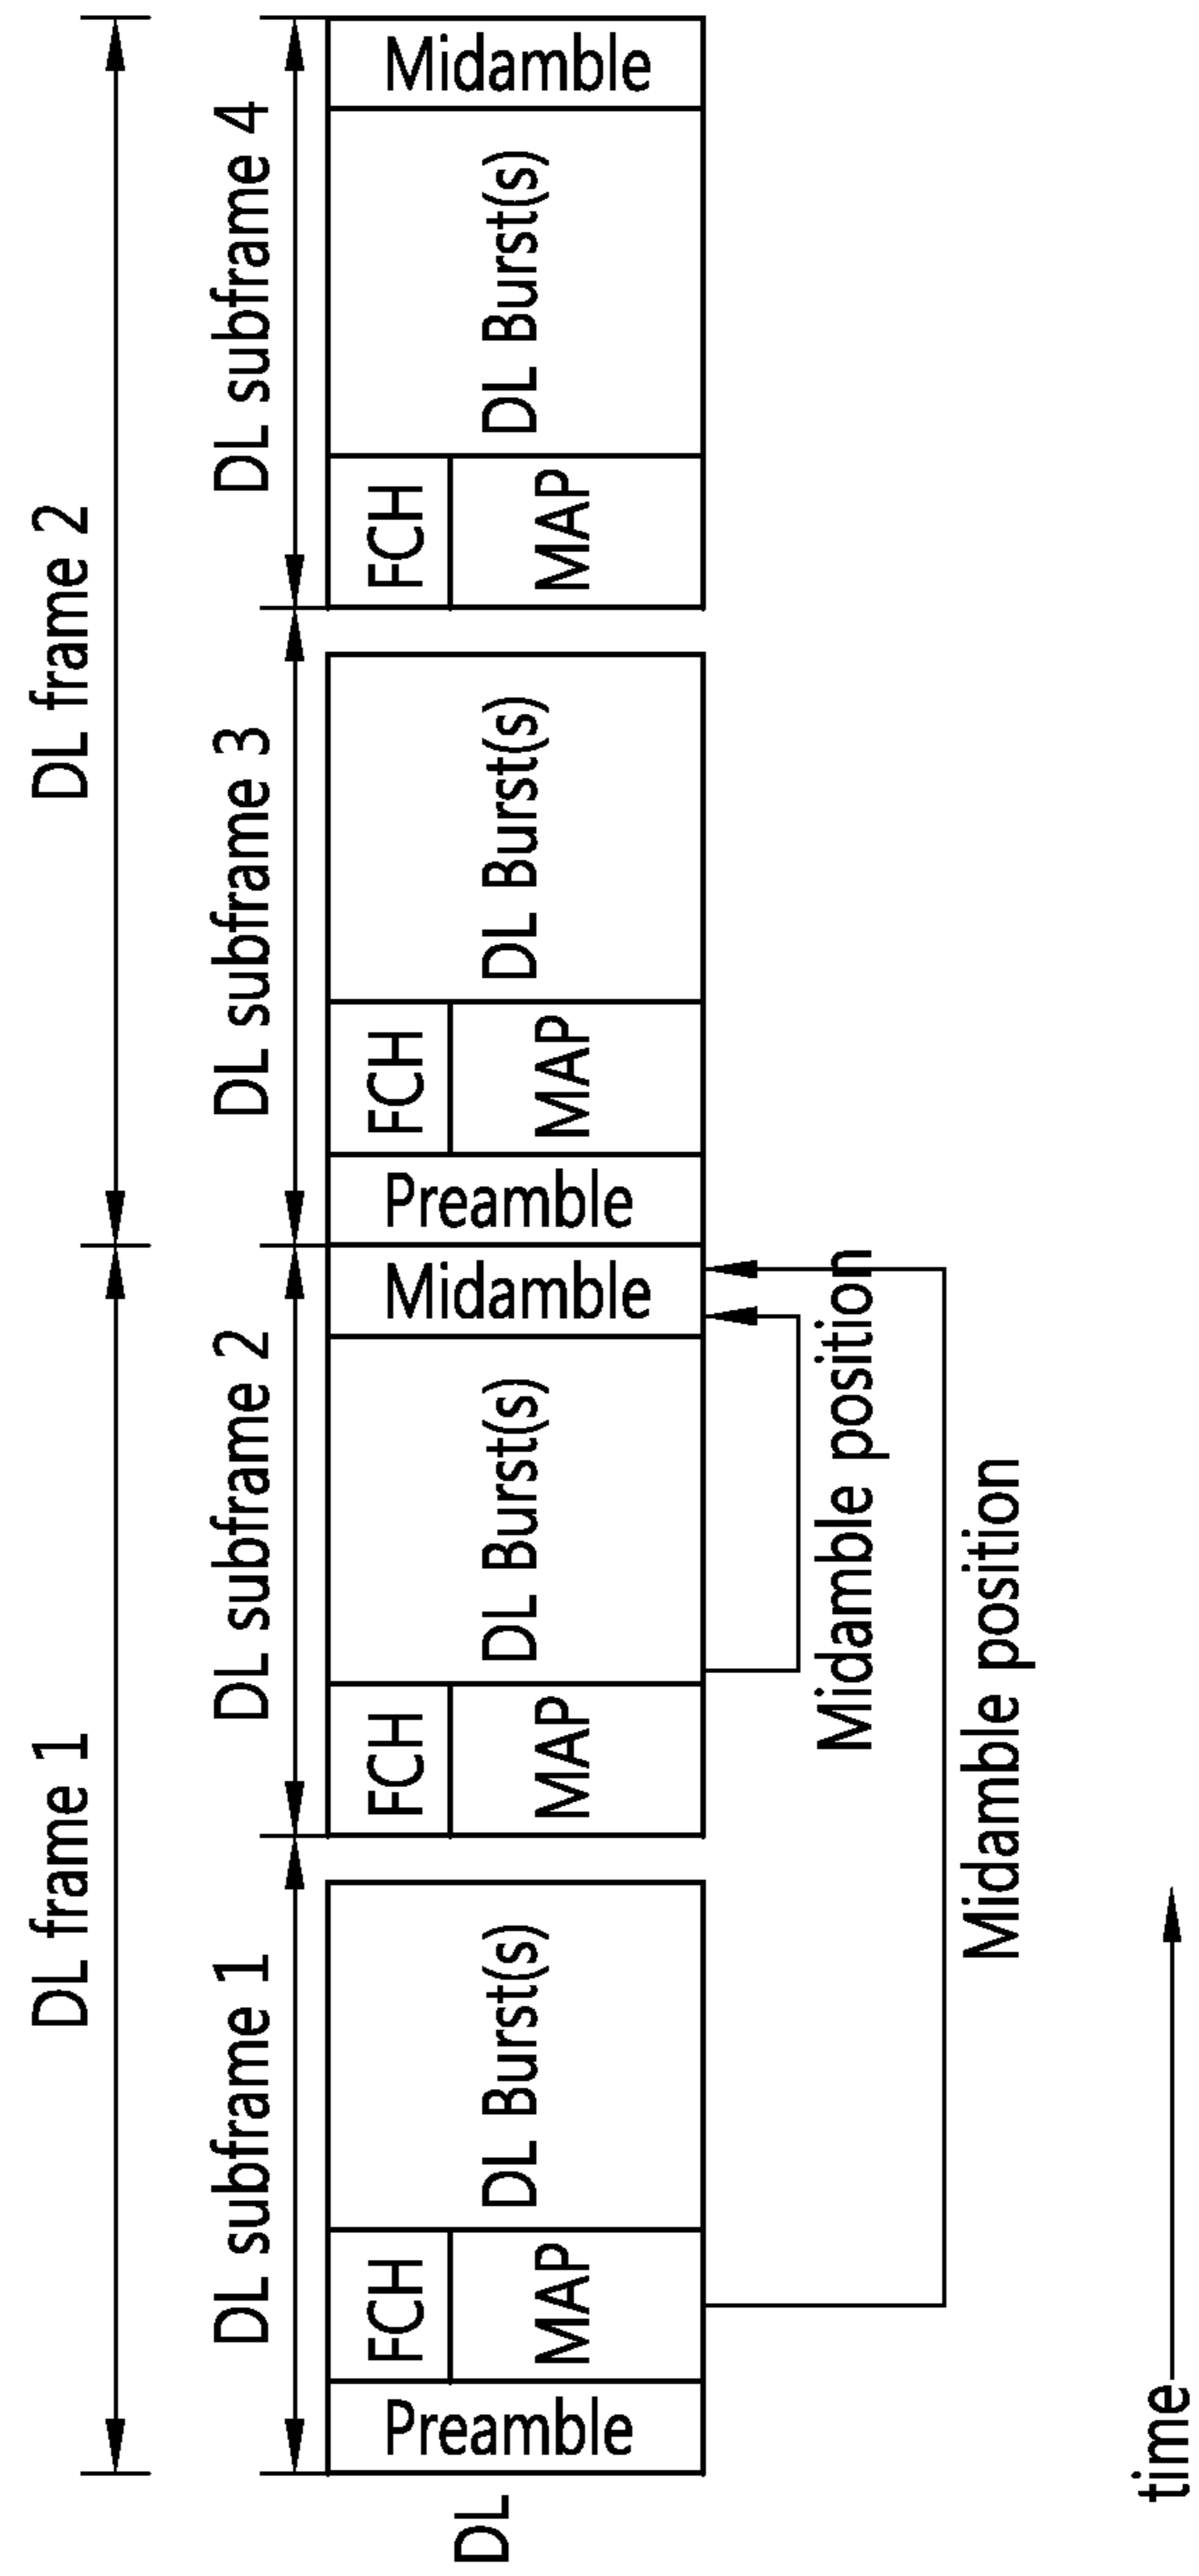 DL frame 1
DL frame 2
DL subframe 1
DL subframe 2
DL subframe 3
DL subframe 4
DL
Preamble
FCH
MAP
DL Burst(s)
FCH
MAP
DL Burst(s)
Midamble
Preamble
FCH
MAP
DL Burst(s)
FCH
MAP
DL Burst(s)
Midamble
Midamble position
Midamble position
time